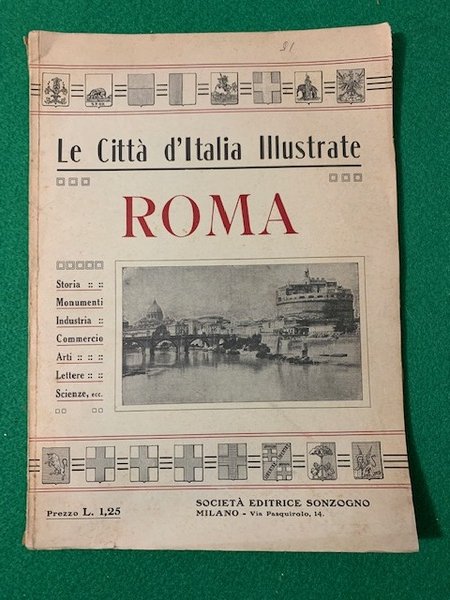 81
Le Città d'Italia Illustrate
ROMA
Storia :: ::
Monumenti
Industria ::
Commercio
Arti :: :: ::
Lettere :: ::
Scienze, ecc.
Prezzo L. 1,25
SOCIETÀ EDITRICE SONZOGNO
MILANO - Via Pasquirolo, 14.